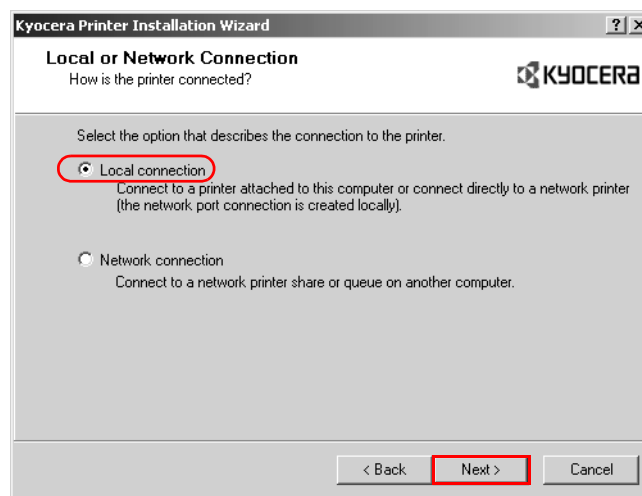 Kyocera Printer Installation Wizard
Local or Network Connection
How is the printer connected?
KYOCERA
Select the option that describes the connection to the printer.
Local connection
Connect to a printer attached to this computer or connect directly to a network printer
(the network port connection is created locally).
Network connection
Connect to a network printer share or queue on another computer.
< Back Next > Cancel